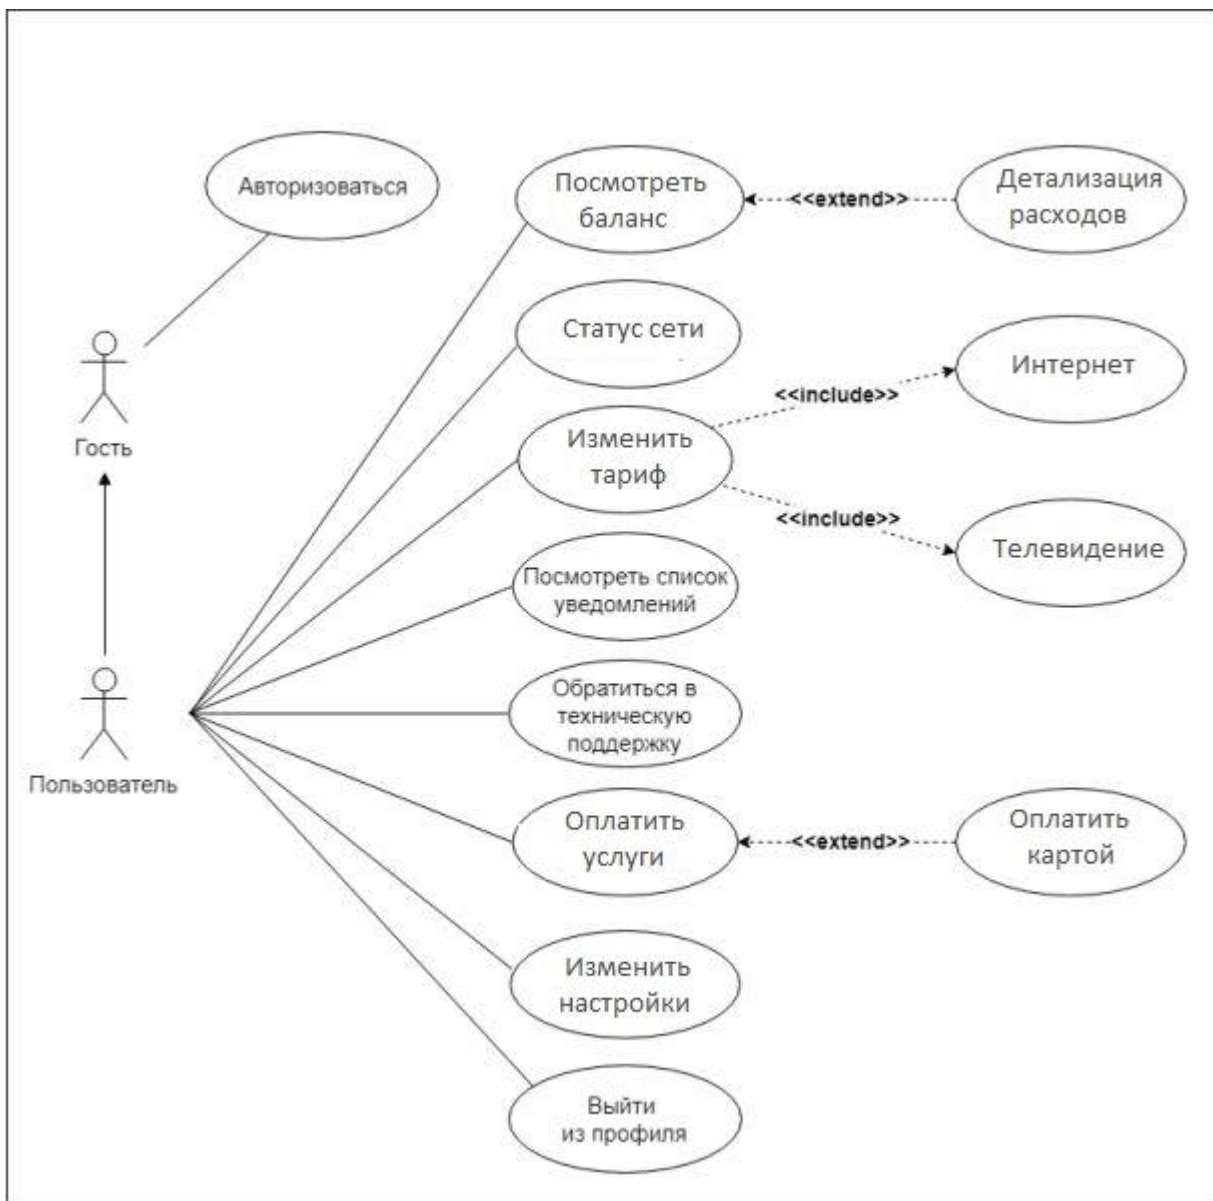 Авторизоваться
Посмотреть
баланс
<<extend>>
Детализация
расходов
Статус сети
Интернет
<<include>>
Гость
Изменить
тариф
<<include>>
Телевидение
Посмотреть список
уведомлений
Обратиться в
техническую
поддержку
Пользователь
Оплатить
услуги
<<extend>>
Оплатить
картой
Изменить
настройки
Выйти
из профиля